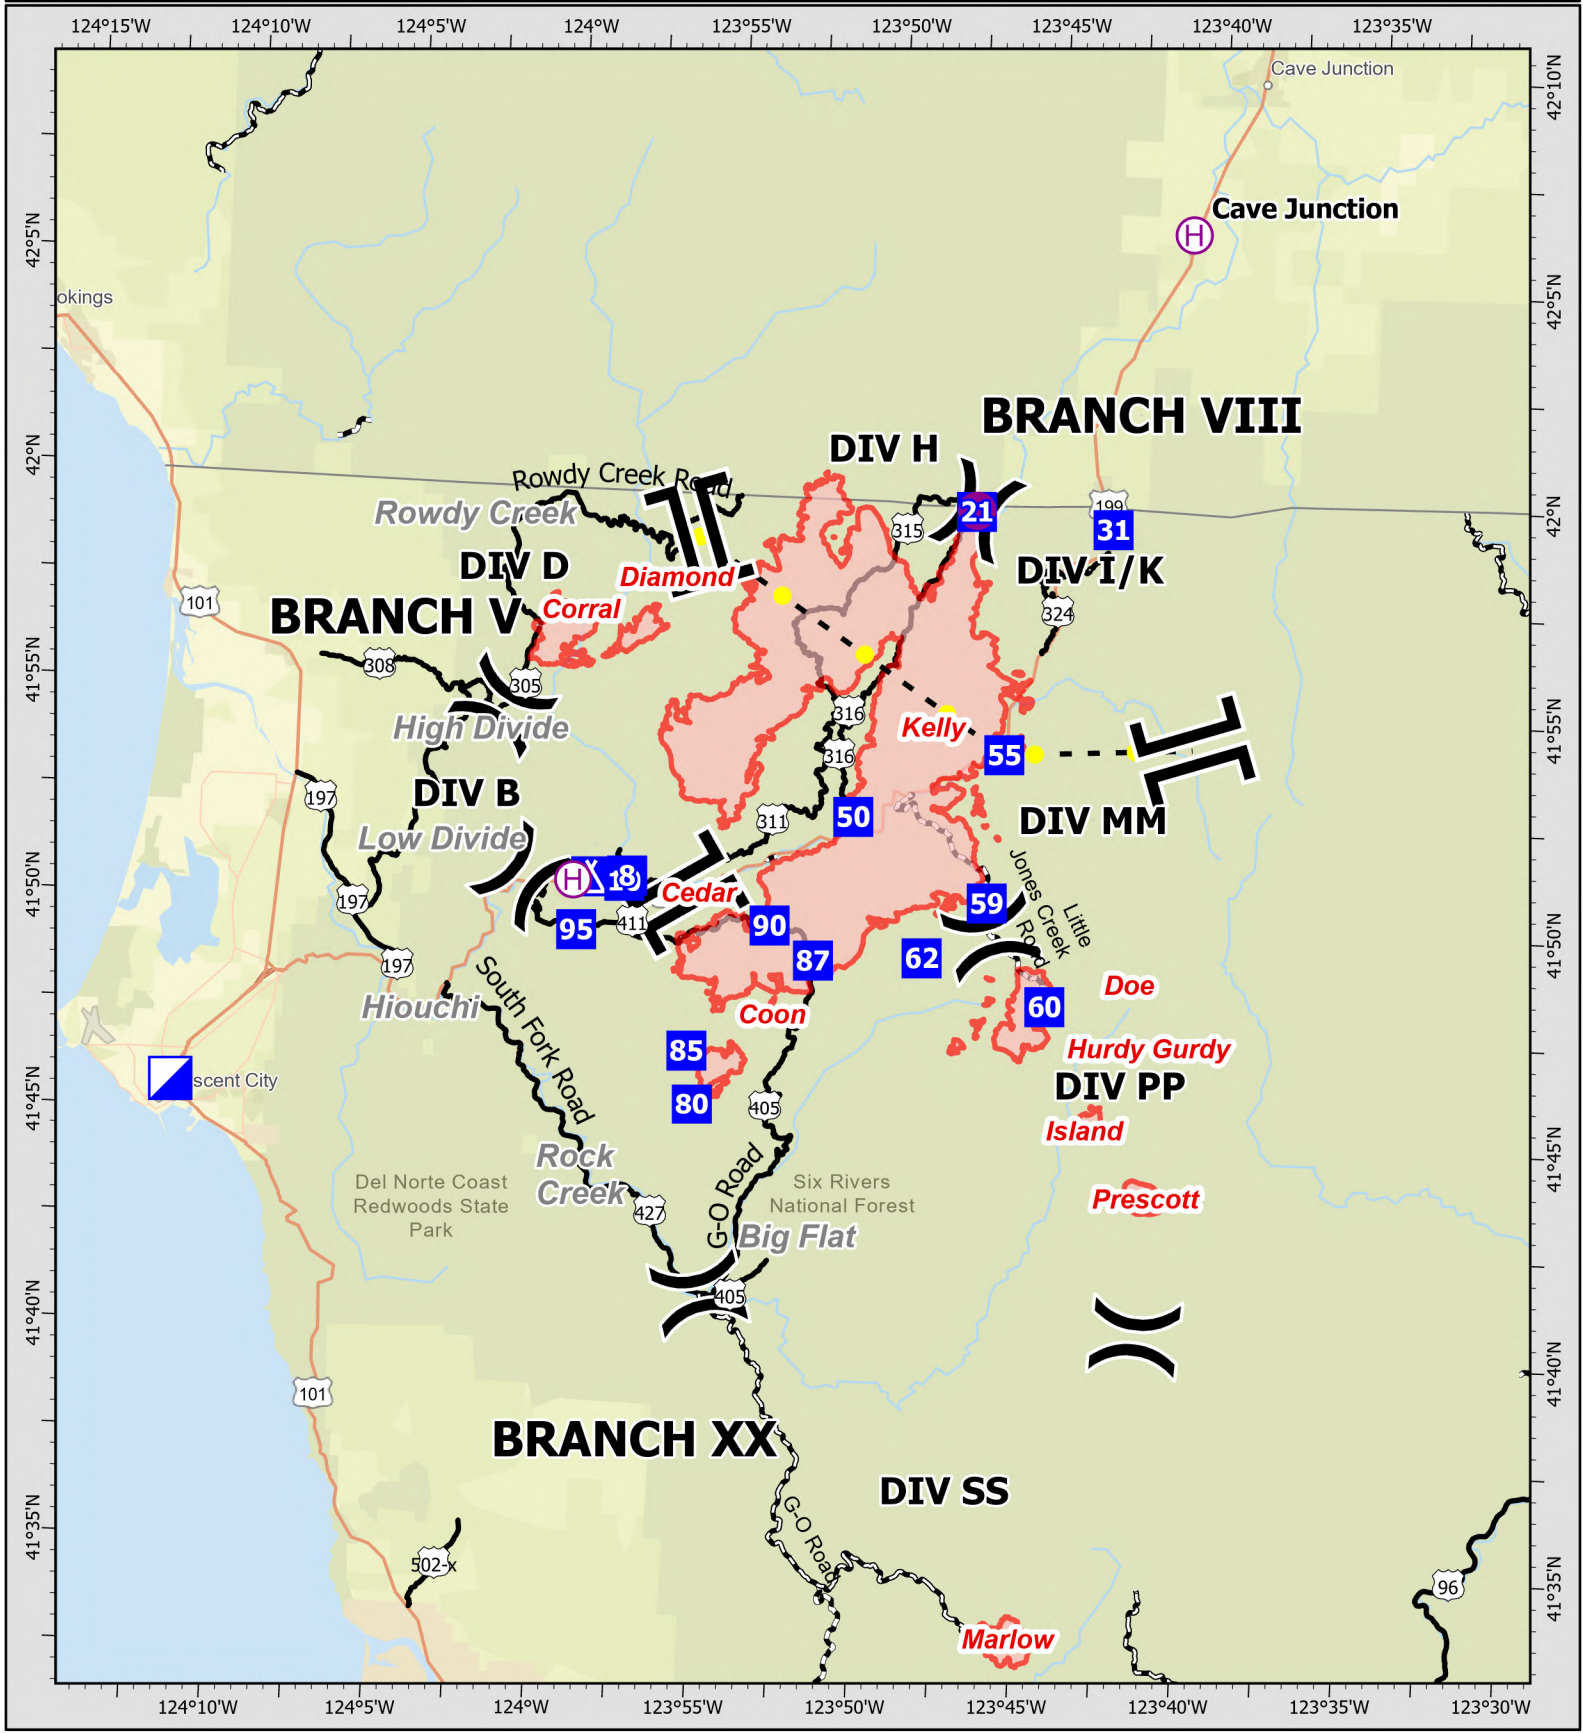 124°15'W 124°10'W 124°5'W 124°W 123°55'W 123°50'W 123°45'W 123°40'W 123°35'W
Cave Junction
42°10'N
Cave Junction
H
42°5'N
42°5'N
okings
BRANCH VIII
DIV H
42°N
Rowdy Creek Road
Rowdy Creek
199
21
42°N
315
31
DIV D
DIV I/K
Diamond
101
BRANCH V
Corral
324
308
41°55'N
305
316
41°55'N
High Divide
Kelly
316
55
197
DIV B
50
311
DIV MM
Low Divide
41°50'N
H
8
Cedar
197
59
Jones Creek Road
Little
411
95
90
41°50'N
87
62
197
South Fork Road
Doe
Hiouchi
60
Coon
85
Hurdy Gurdy
scent City
DIV PP
41°45'N
80
405
Island
41°45'N
Rock
Creek
Del Norte Coast
Redwoods State
Park
G-O Road
Six Rivers
National Forest
Prescott
427
Big Flat
405
41°40'N
41°40'N
101
BRANCH XX
DIV SS
41°35'N
G-O Road
502-x
96
41°35'N
Marlow
124°10'W 124°5'W 124°W 123°55'W 123°50'W 123°45'W 123°40'W 123°35'W 123°30'W